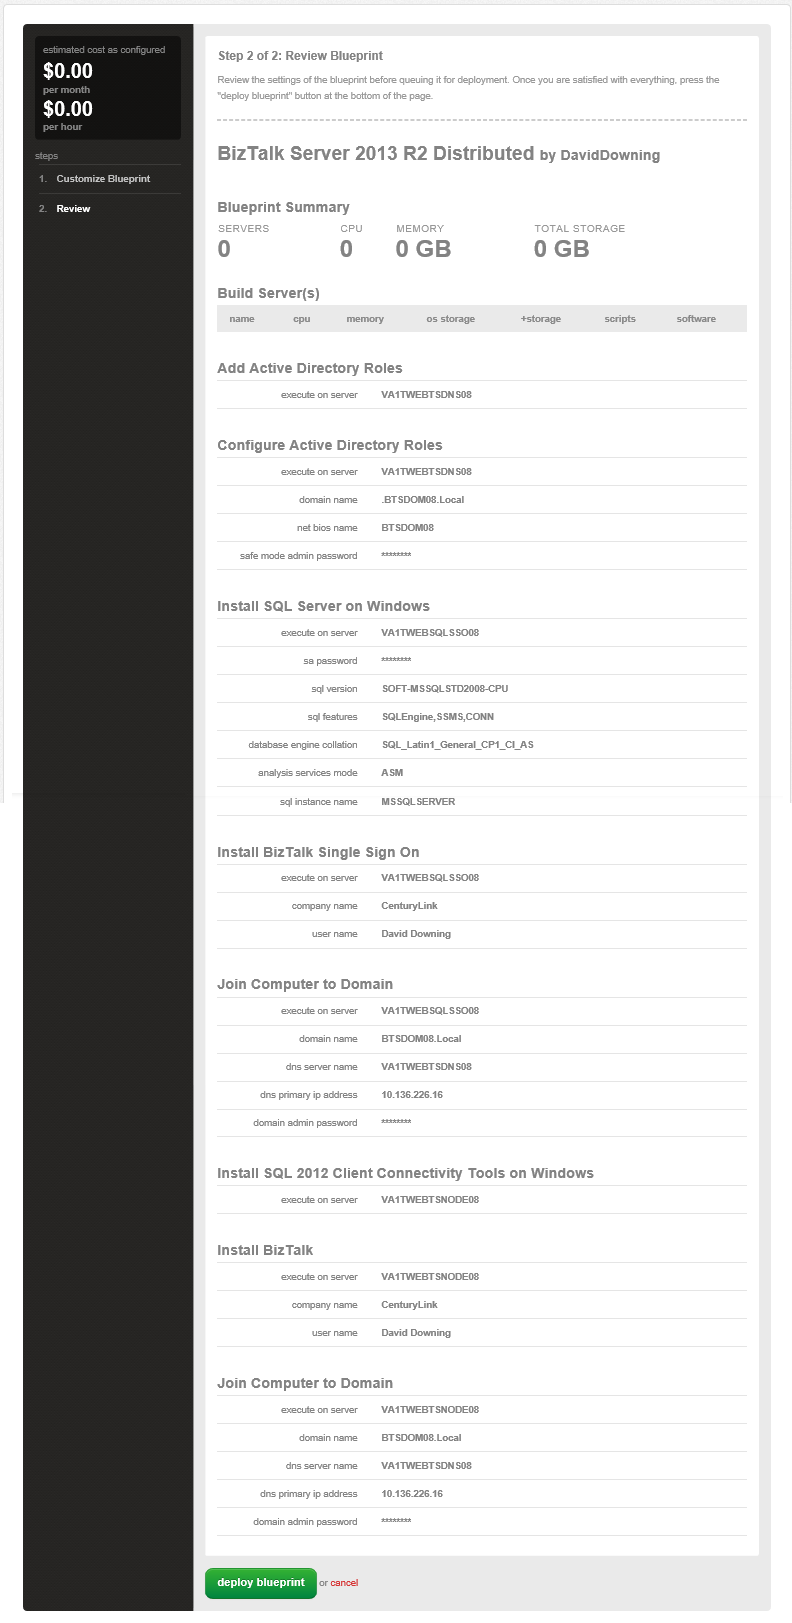 estimated cost as configured
$0.00
per month
$0.00
per hour
steps
1. Customize Blueprint
2. Review
Step 2 of 2: Review Blueprint
Review the settings of the blueprint before queuing it for deployment. Once you are satisfied with everything, press the
"deploy blueprint" button at the bottom of the page.
BizTalk Server 2013 R2 Distributed by DavidDowning
Blueprint Summary
SERVERS CPU MEMORY TOTAL STORAGE
0 0 0 GB 0 GB
Build Server(s)
name cpu memory os storage +storage scripts software
Add Active Directory Roles
execute on server VA1TWEBTSDNS08
Configure Active Directory Roles
execute on server VA1TWEBTSDNS08
domain name .BTSDOM08.Local
net bios name BTSDOM08
safe mode admin password ********
Install SQL Server on Windows
execute on server VA1TWEBSQLSSO08
sa password ********
sql version SOFT-MSSQLSTD2008-CPU
sql features SQLEngine,SSMS,CONN
database engine collation SQL_Latin1_General_CP1_CI_AS
analysis services mode ASM
sql instance name MSSQLSERVER
Install BizTalk Single Sign On
execute on server VA1TWEBSQLSSO08
company name CenturyLink
user name David Downing
Join Computer to Domain
execute on server VA1TWEBSQLSSO08
domain name BTSDOM08.Local
dns server name VA1TWEBTSDNS08
dns primary ip address 10.136.226.16
domain admin password ********
Install SQL 2012 Client Connectivity Tools on Windows
execute on server VA1TWEBTSNODE08
Install BizTalk
execute on server VA1TWEBTSNODE08
company name CenturyLink
user name David Downing
Join Computer to Domain
execute on server VA1TWEBTSNODE08
domain name BTSDOM08.Local
dns server name VA1TWEBTSDNS08
dns primary ip address 10.136.226.16
domain admin password ********
deploy blueprint or cancel